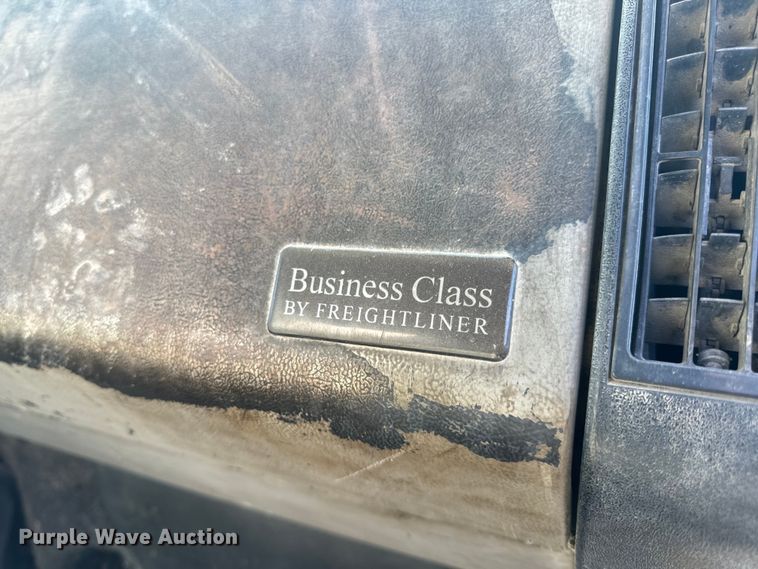 Business Class
BY FREIGHTLINER
Purple Wave Auction